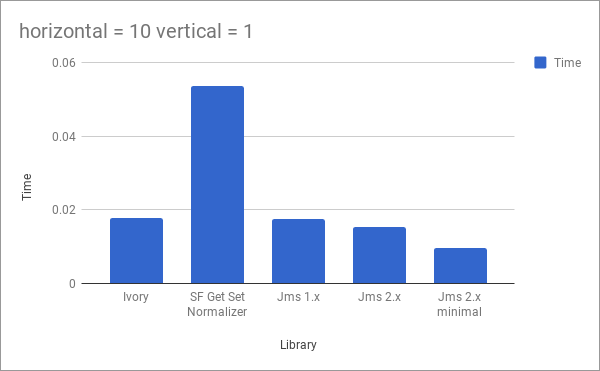 horizontal = 10 vertical = 1
Time
0.06
0.04
0.02
0
Time
Ivory
SF Get Set
Normalizer
Jms 1.x
Jms 2.x
Jms 2.x
minimal
Library